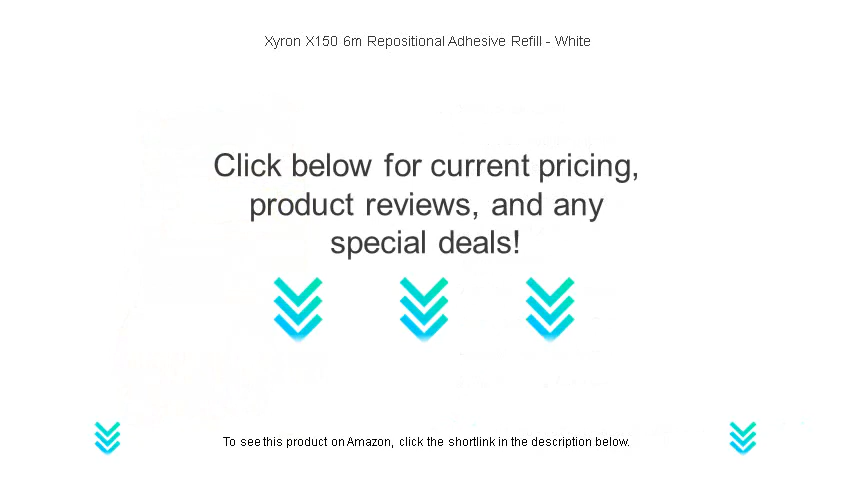 Xyron X150 6m Repositional Adhesive Refill - White
Click below for current pricing,
product reviews, and any
special deals!
To see this product on Amazon, click the shortlink in the description below.